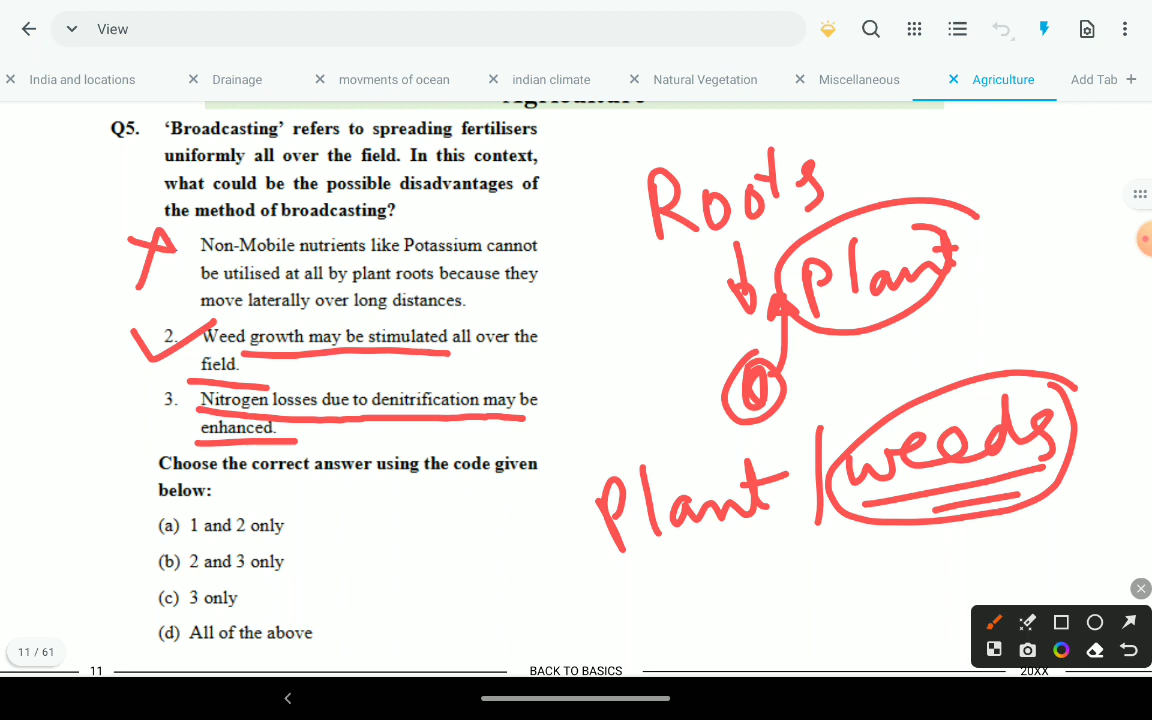 View
India and locations
Drainage
movments of ocean
indian climate
Natural Vegetation
Miscellaneous
Agriculture
Add Tab
Agriculture
Q5. ‘Broadcasting’ refers to spreading fertilisers
uniformly all over the field. In this context,
what could be the possible disadvantages of
the method of broadcasting?
Non-Mobile nutrients like Potassium cannot
be utilised at all by plant roots because they
move laterally over long distances.
2. Weed growth may be stimulated all over the
field.
3. Nitrogen losses due to denitrification may be
enhanced.
Choose the correct answer using the code given
below:
(a) 1 and 2 only
(b) 2 and 3 only
(c) 3 only
(d) All of the above
Roots
plant
plant
weeds
11 / 61
11
BACK TO BASICS
20XX